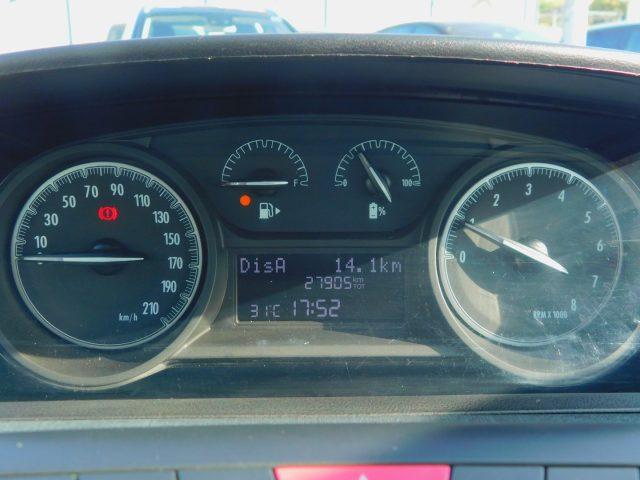 10 30 50 70 90 110 130 150 170 190 210
km/h
F
0 100
%
DisA 14.1km
27905 km TOT
31°C 17:52
0 1 2 3 4 5 6 7 8
RPM X 1000